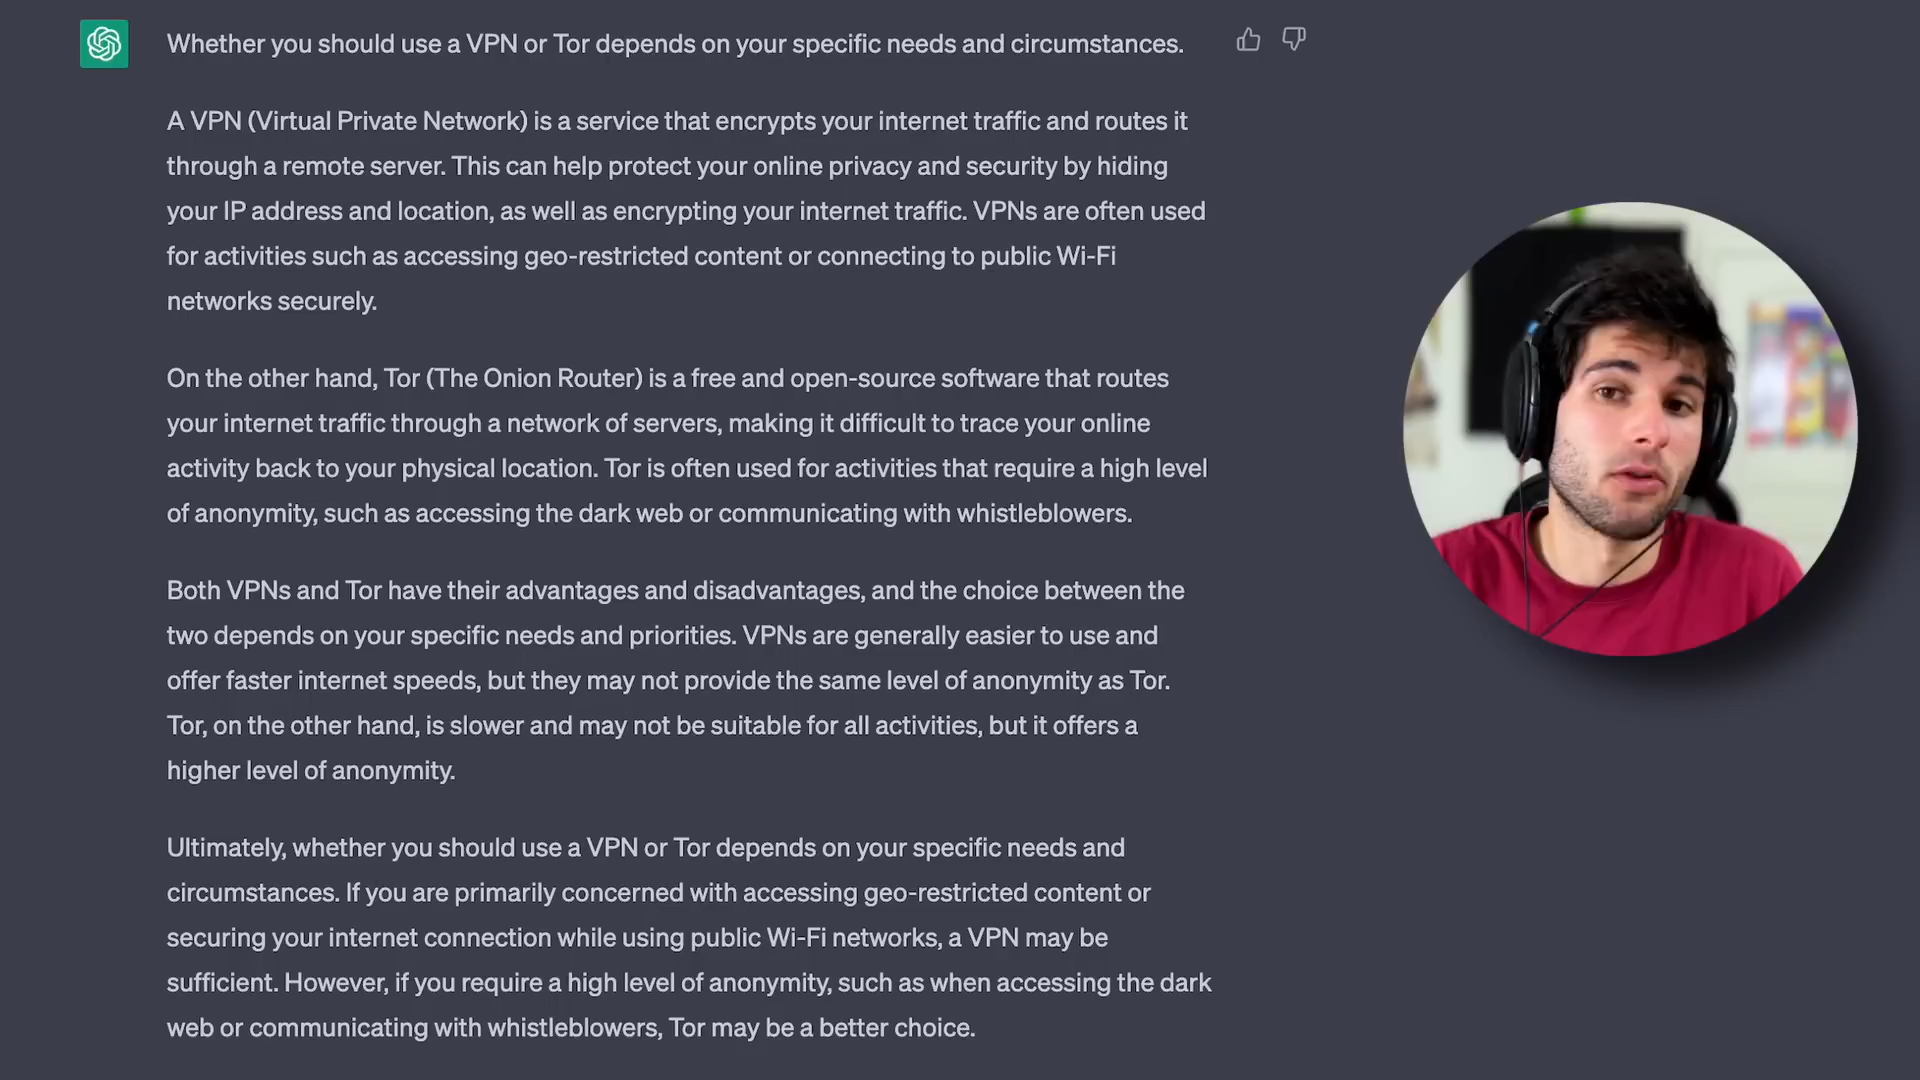 Whether you should use a VPN or Tor depends on your specific needs and circumstances.
A VPN (Virtual Private Network) is a service that encrypts your internet traffic and routes it
through a remote server. This can help protect your online privacy and security by hiding
your IP address and location, as well as encrypting your internet traffic. VPNs are often used
for activities such as accessing geo-restricted content or connecting to public Wi-Fi
networks securely.
On the other hand, Tor (The Onion Router) is a free and open-source software that routes
your internet traffic through a network of servers, making it difficult to trace your online
activity back to your physical location. Tor is often used for activities that require a high level
of anonymity, such as accessing the dark web or communicating with whistleblowers.
Both VPNs and Tor have their advantages and disadvantages, and the choice between the
two depends on your specific needs and priorities. VPNs are generally easier to use and
offer faster internet speeds, but they may not provide the same level of anonymity as Tor.
Tor, on the other hand, is slower and may not be suitable for all activities, but it offers a
higher level of anonymity.
Ultimately, whether you should use a VPN or Tor depends on your specific needs and
circumstances. If you are primarily concerned with accessing geo-restricted content or
securing your internet connection while using public Wi-Fi networks, a VPN may be
sufficient. However, if you require a high level of anonymity, such as when accessing the dark
web or communicating with whistleblowers, Tor may be a better choice.